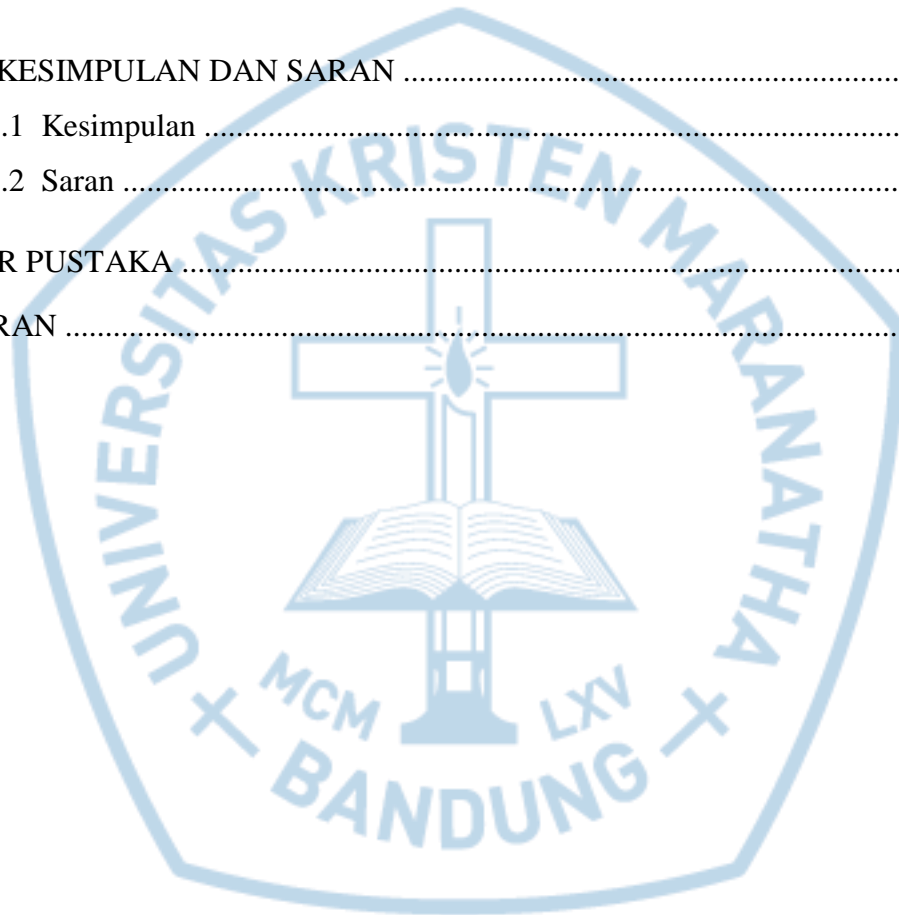 KESIMPULAN DAN SARAN ................................................................
.1 Kesimpulan ................................................................................
.2 Saran ................................................................................
R PUSTAKA ................................................................................
RAN ................................................................................
UNIVERSITAS KRISTEN MARANATHA
MCM LXV
BANDUNG